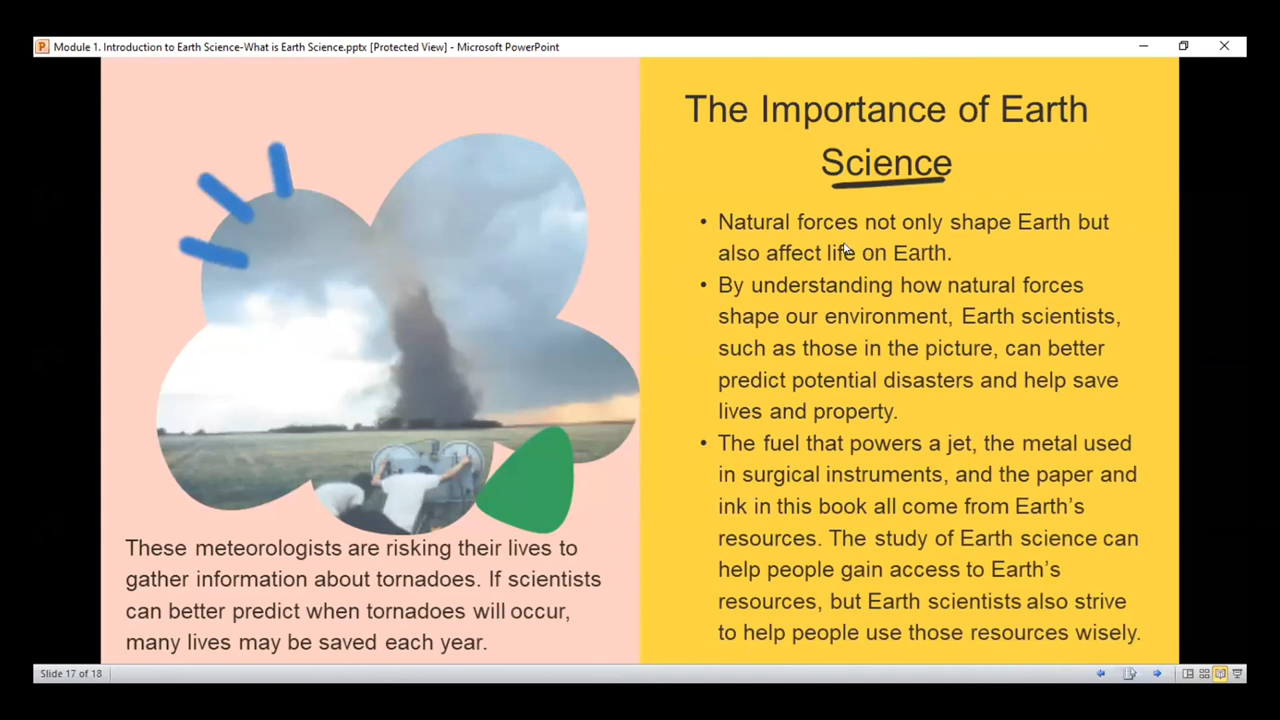 Module 1. Introduction to Earth Science-What is Earth Science.pptx [Protected View] - Microsoft PowerPoint
The Importance of Earth
Science
• Natural forces not only shape Earth but
also affect life on Earth.
• By understanding how natural forces
shape our environment, Earth scientists,
such as those in the picture, can better
predict potential disasters and help save
lives and property.
• The fuel that powers a jet, the metal used
in surgical instruments, and the paper and
ink in this book all come from Earth's
resources. The study of Earth science can
help people gain access to Earth's
resources, but Earth scientists also strive
to help people use those resources wisely.
These meteorologists are risking their lives to
gather information about tornadoes. If scientists
can better predict when tornadoes will occur,
many lives may be saved each year.
Slide 17 of 18